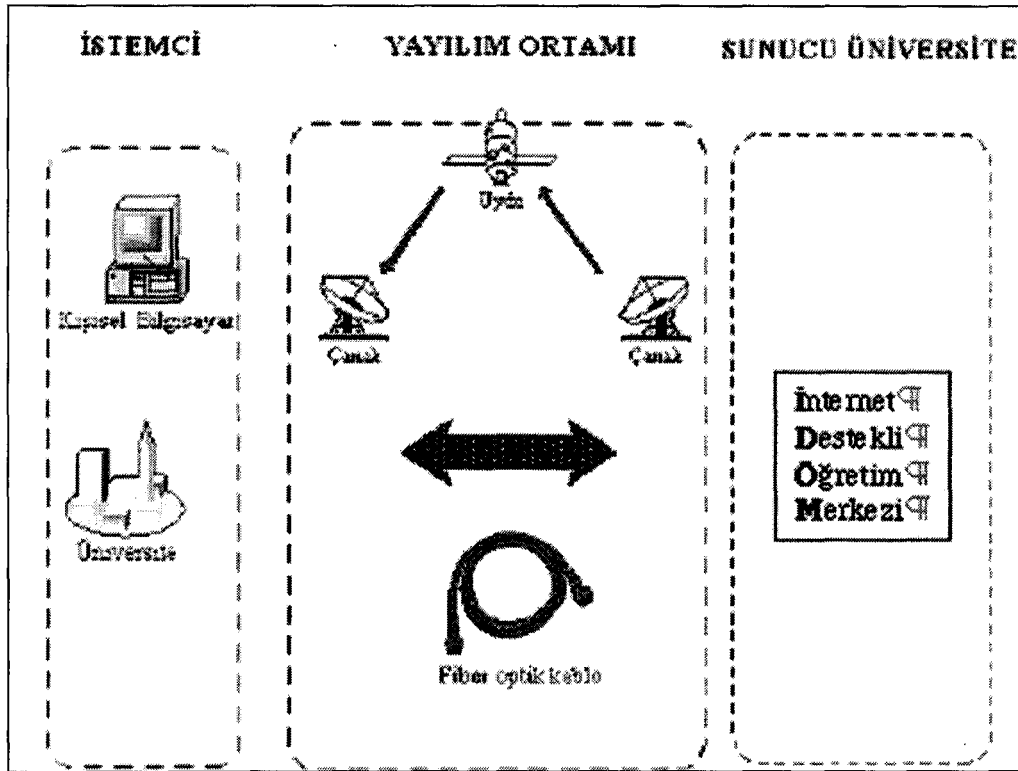 İSTEMCİ
YAYILIM ORTAMI
SUNUCU ÜNİVERSİTE
Uydu
Kişisel Bilgisayar
Çanak
Çanak
İnternet¶
Destekli¶
Öğretim¶
Merkezi¶
Üniversite
Fiber optik kablo